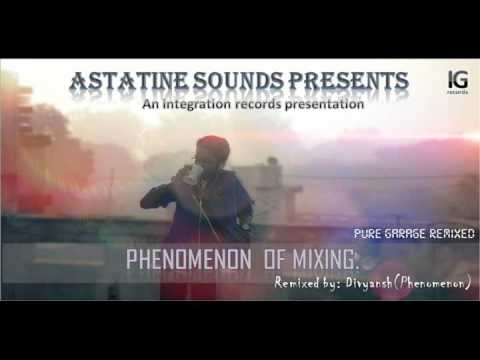 ASTATINE SOUNDS PRESENTS
An integration records presentation
IG
records
PURE GARAGE REMIXED
PHENOMENON OF MIXING.
Remixed by: Divyansh(Phenomenon)